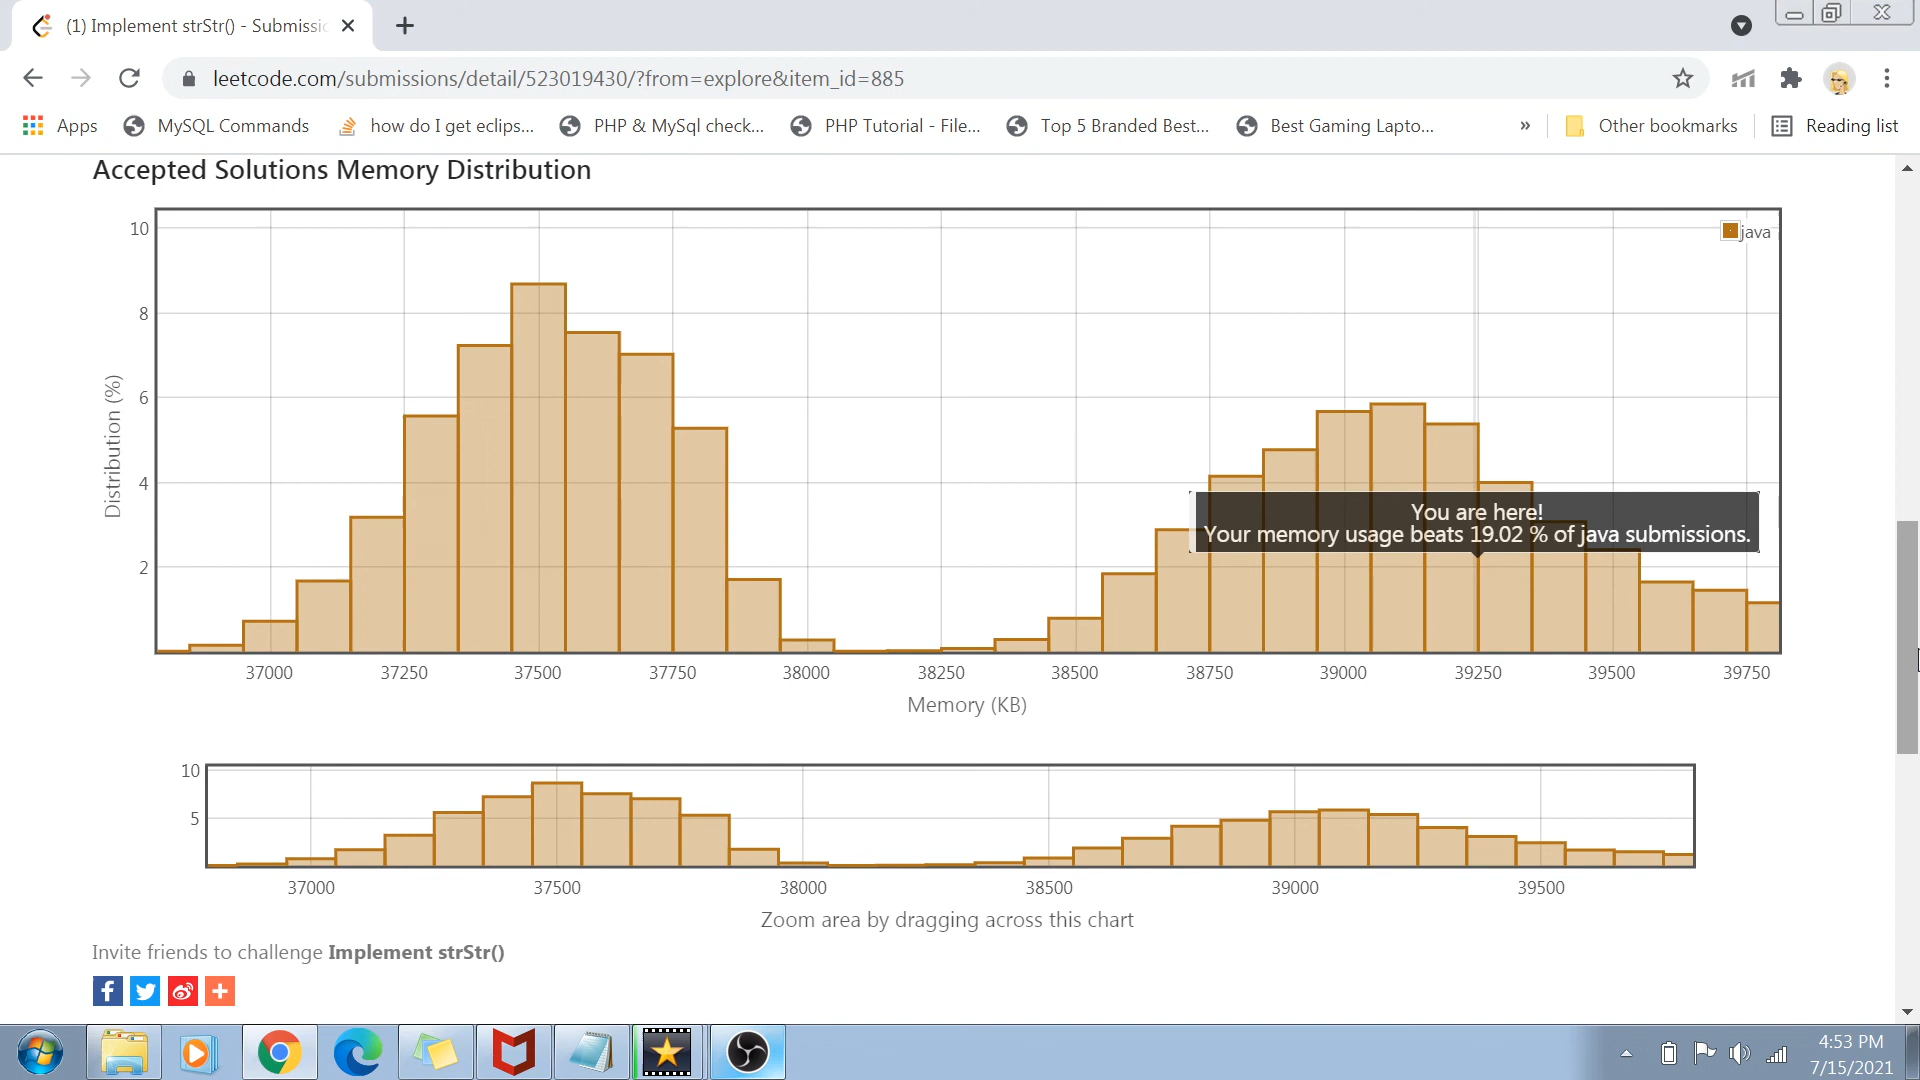 (1) Implement strStr() - Submissic
leetcode.com/submissions/detail/523019430/?from=explore&item_id=885
Apps MySQL Commands how do I get eclips... PHP & MySql check... PHP Tutorial - File... Top 5 Branded Best... Best Gaming Lapto... » Other bookmarks Reading list
Accepted Solutions Memory Distribution
10
java
8
6
4
2
Distribution (%)
You are here!
Your memory usage beats 19.02 % of java submissions.
37000 37250 37500 37750 38000 38250 38500 38750 39000 39250 39500 39750
Memory (KB)
10
5
37000 37500 38000 38500 39000 39500
Zoom area by dragging across this chart
Invite friends to challenge Implement strStr()
4:53 PM
7/15/2021